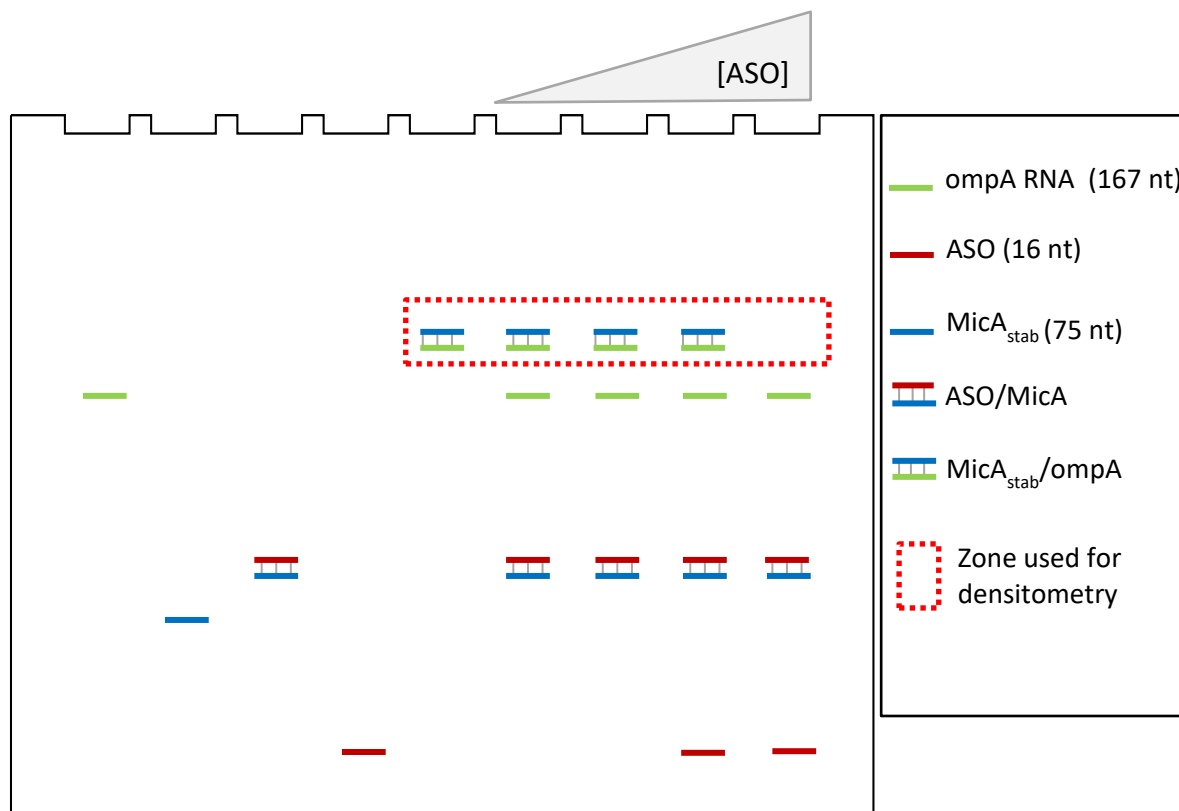 [ASO]
ompA RNA (167 nt)
ASO (16 nt)
MicAstab (75 nt)
ASO/MicA
MicAstab/ompA
Zone used for
densitometry